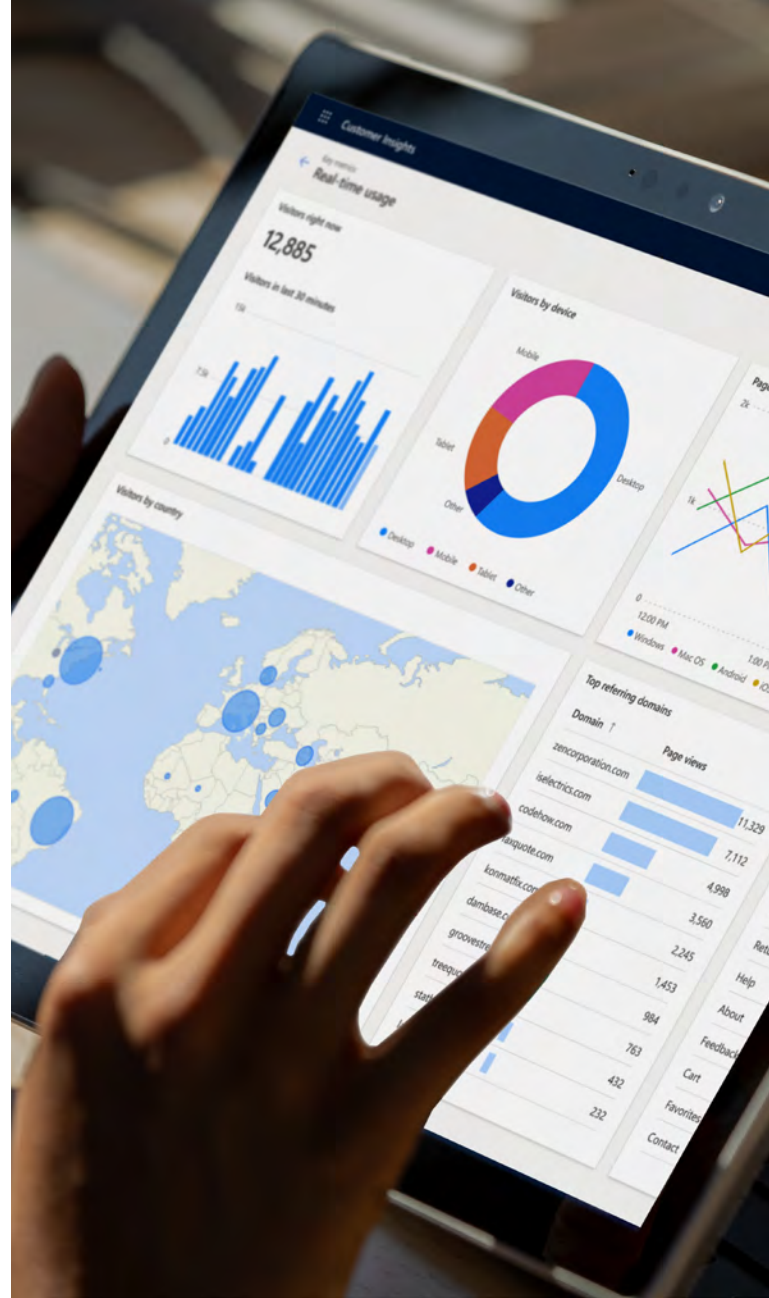 Customer Insights
Key metrics
Real-time usage
Visitors right now
12,885
Visitors in last 30 minutes
15k
7.5k
0
Visitors by device
Mobile
Tablet
Other
Desktop
Desktop Mobile Tablet Other
2k
1k
0
12:00 PM
Windows Mac OS Android
Visitors by country
Top referring domains
Domain ↑ Page views
zencorporation.com 11,329
iselectrics.com 7,112
codehow.com 4,998
3,560
2,245
1,453
984
763
432
232
Help
About
Feedback
Cart
Favorites
Contact